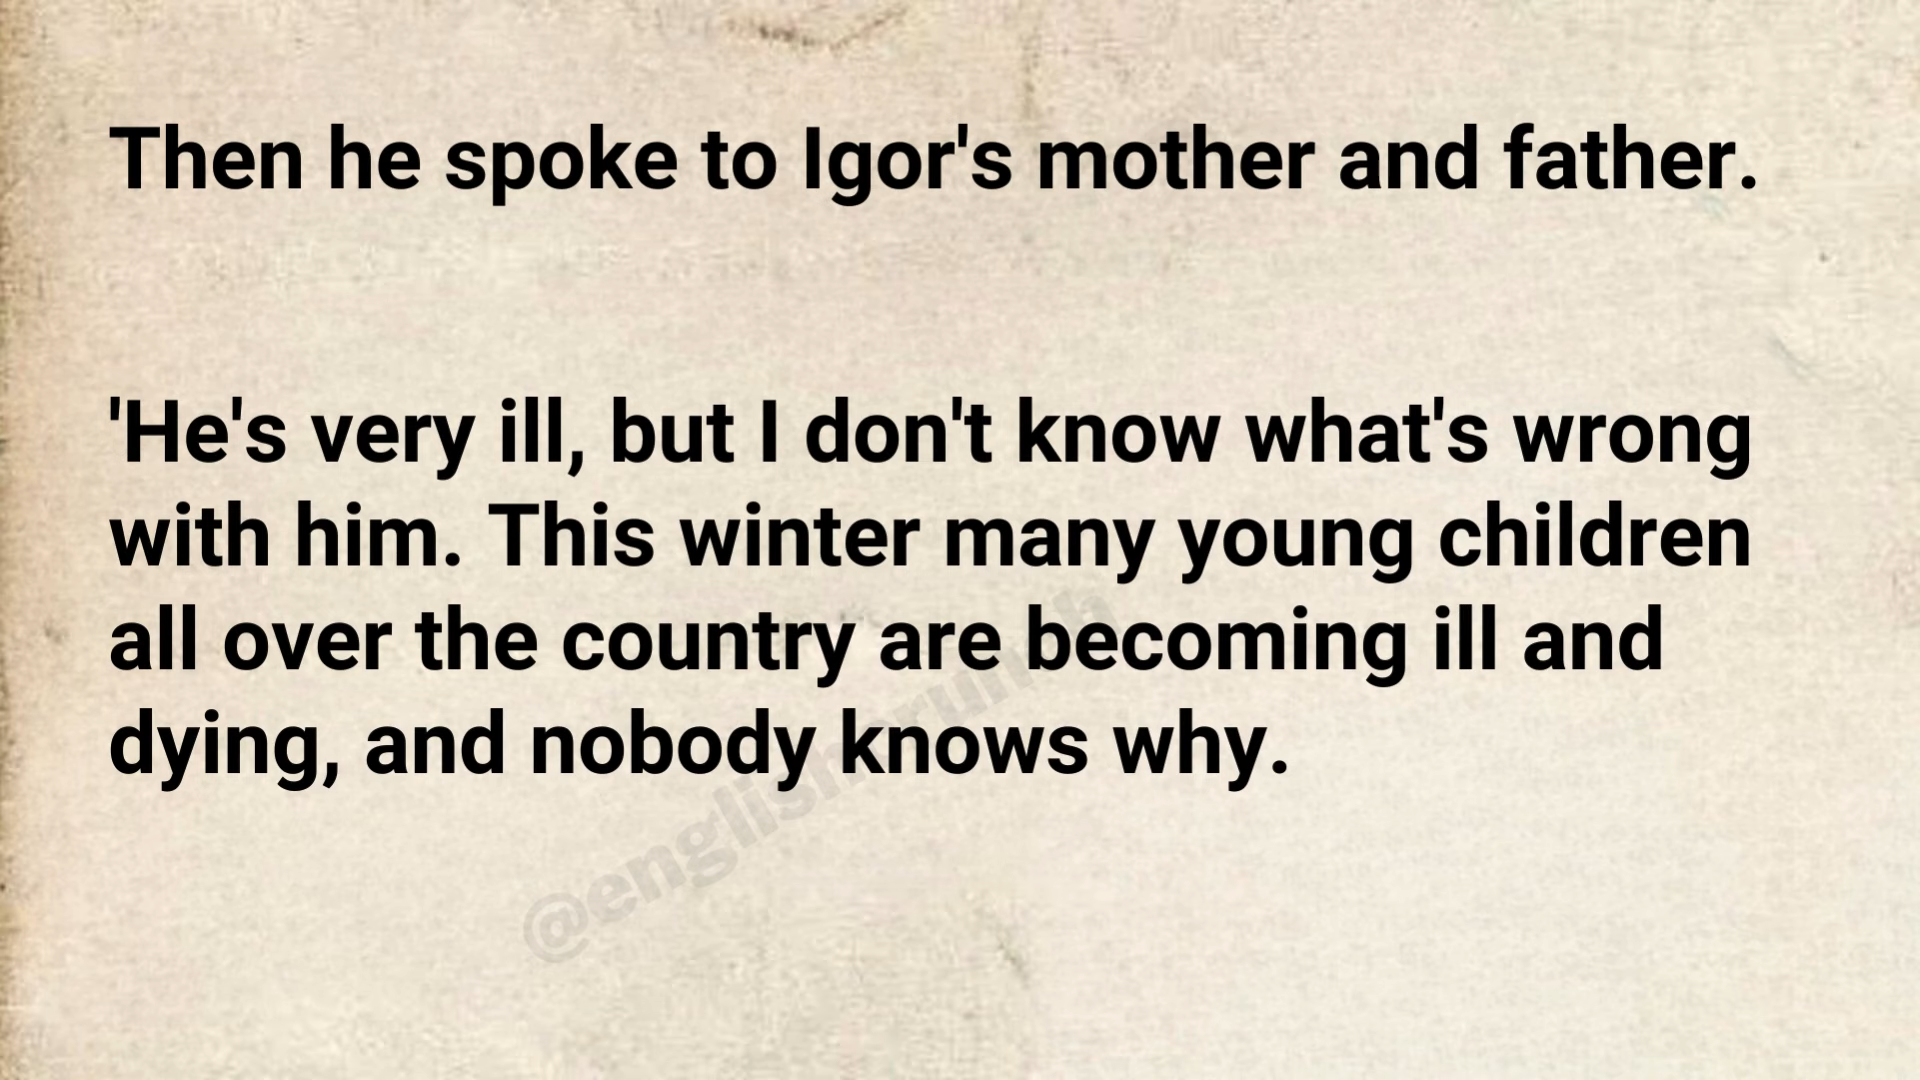 Then he spoke to Igor's mother and father.
'He's very ill, but I don't know what's wrong
with him. This winter many young children
all over the country are becoming ill and
dying, and nobody knows why.